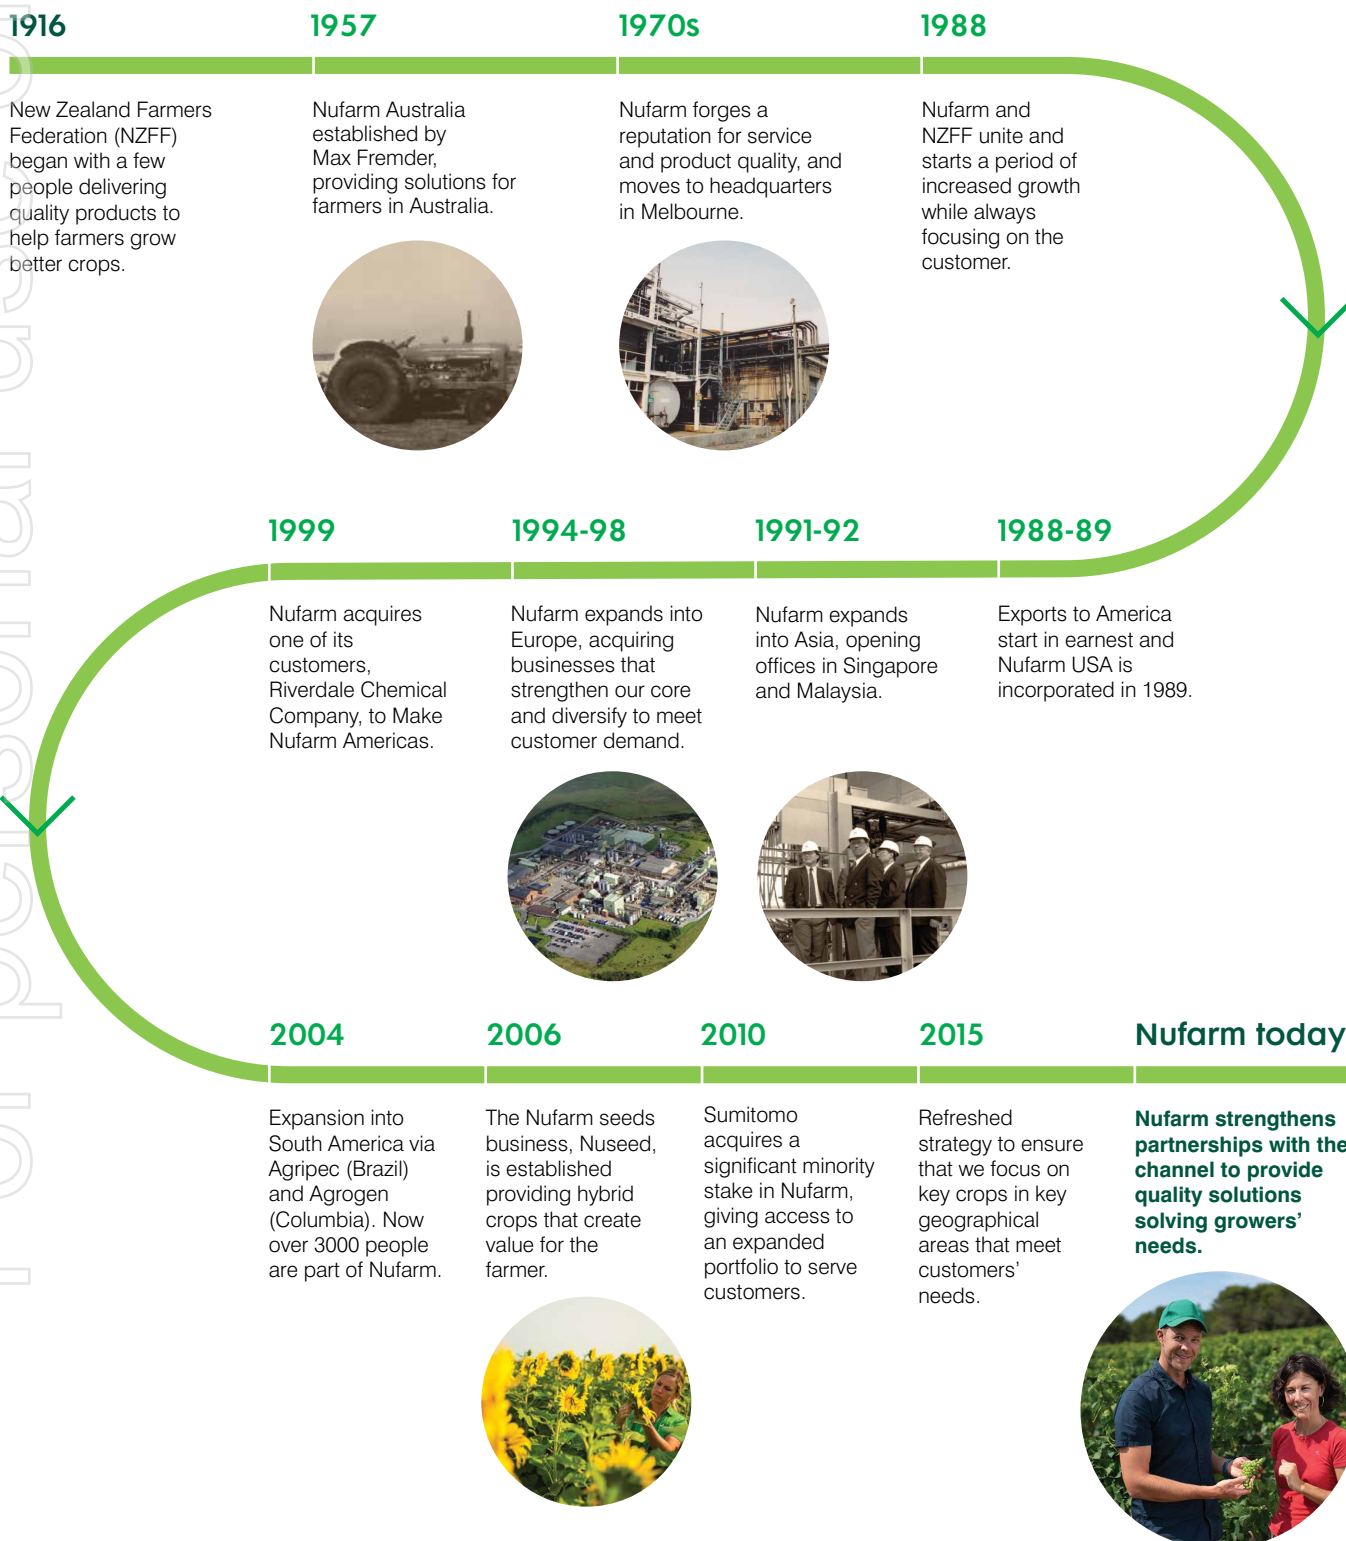 1916
New Zealand Farmers
Federation (NZFF)
began with a few
people delivering
quality products to
help farmers grow
better crops.
1957
Nufarm Australia
established by
Max Fremder,
providing solutions for
farmers in Australia.
1970s
Nufarm forges a
reputation for service
and product quality, and
moves to headquarters
in Melbourne.
1988
Nufarm and
NZFF unite and
starts a period of
increased growth
while always
focusing on the
customer.
1988-89
Exports to America
start in earnest and
Nufarm USA is
incorporated in 1989.
1991-92
Nufarm expands
into Asia, opening
offices in Singapore
and Malaysia.
1994-98
Nufarm expands into
Europe, acquiring
businesses that
strengthen our core
and diversify to meet
customer demand.
1999
Nufarm acquires
one of its
customers,
Riverdale Chemical
Company, to Make
Nufarm Americas.
2004
Expansion into
South America via
Agripec (Brazil)
and Agrogen
(Columbia). Now
over 3000 people
are part of Nufarm.
2006
The Nufarm seeds
business, Nuseed,
is established
providing hybrid
crops that create
value for the
farmer.
2010
Sumitomo
acquires a
significant minority
stake in Nufarm,
giving access to
an expanded
portfolio to serve
customers.
2015
Refreshed
strategy to ensure
that we focus on
key crops in key
geographical
areas that meet
customers'
needs.
Nufarm today
Nufarm strengthens
partnerships with the
channel to provide
quality solutions
solving growers'
needs.
For personal use